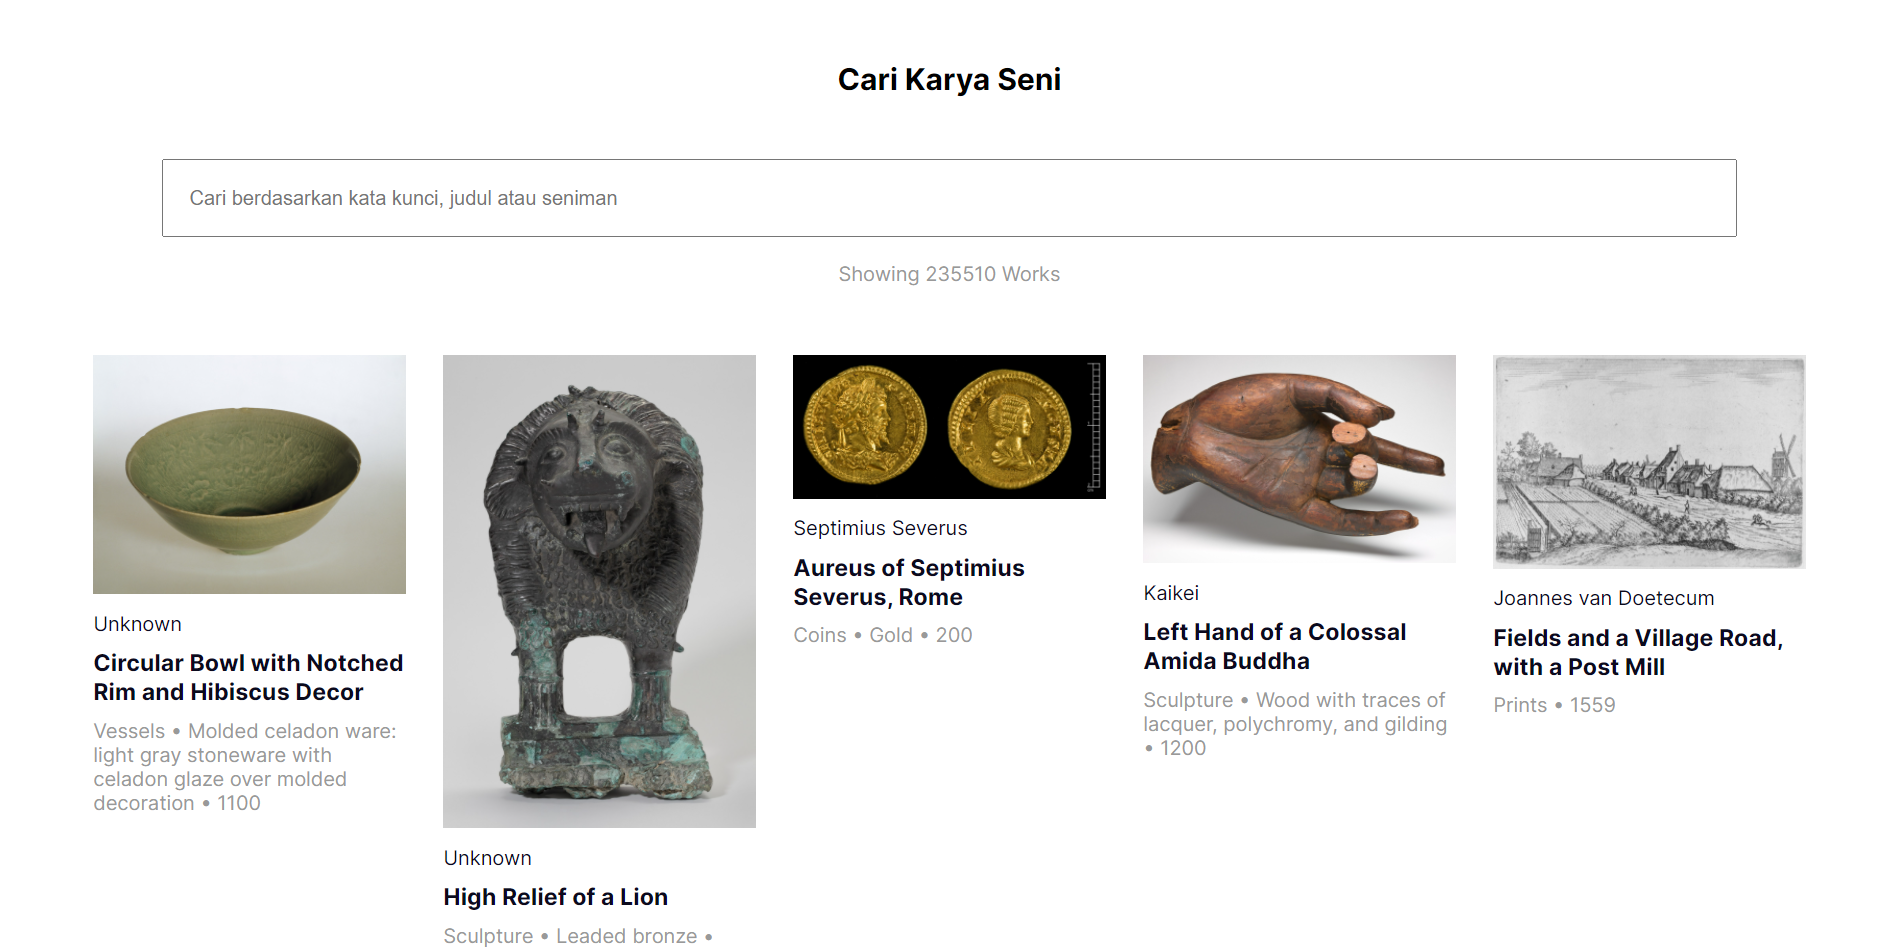 Cari Karya Seni
Cari berdasarkan kata kunci, judul atau seniman
Showing 235510 Works
Unknown
Circular Bowl with Notched
Rim and Hibiscus Decor
Vessels • Molded celadon ware:
light gray stoneware with
celadon glaze over molded
decoration • 1100
Unknown
High Relief of a Lion
Sculpture • Leaded bronze •
Septimius Severus
Aureus of Septimius
Severus, Rome
Coins • Gold • 200
Kaikei
Left Hand of a Colossal
Amida Buddha
Sculpture • Wood with traces of
lacquer, polychromy, and gilding
• 1200
Joannes van Doetecum
Fields and a Village Road,
with a Post Mill
Prints • 1559